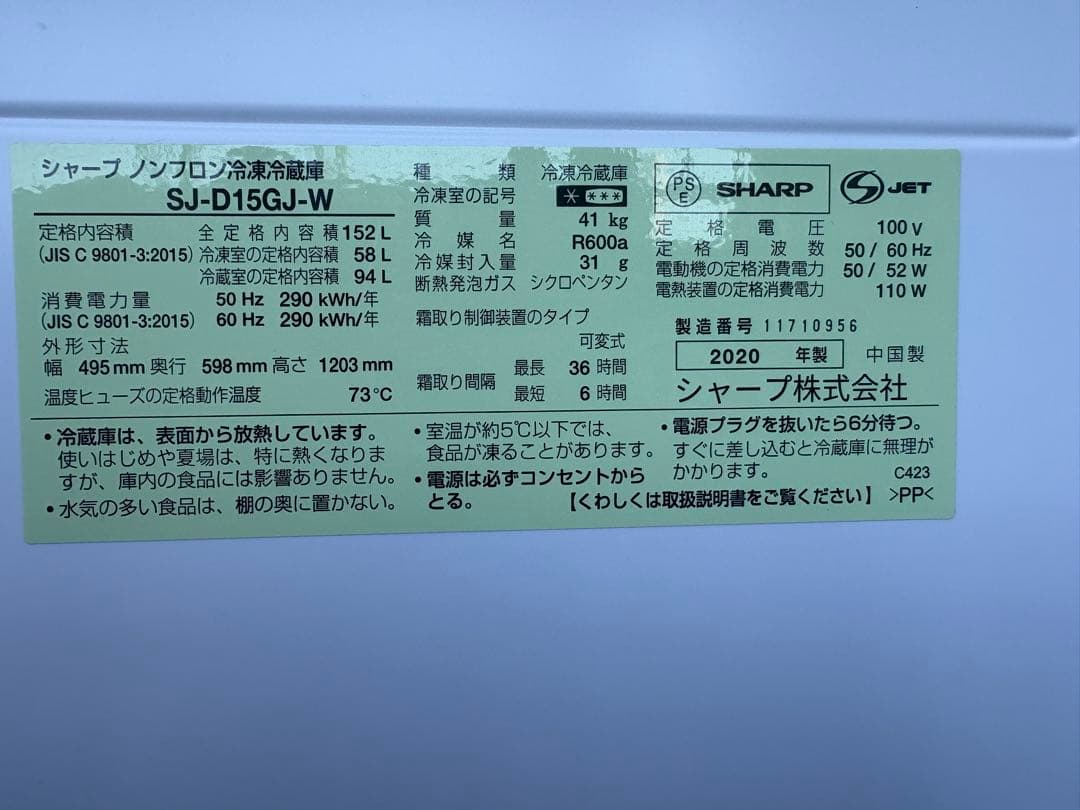 シャープ ノンフロン冷凍冷蔵庫
SJ-D15GJ-W
定格内容積 全定格内容積 152 L
(JIS C 9801-3:2015) 冷凍室の定格内容積 58 L
冷蔵室の定格内容積 94 L
消費電力量 50 Hz 290 kWh/年
(JIS C 9801-3:2015) 60 Hz 290 kWh/年
外形寸法
幅 495 mm 奥行 598 mm 高さ 1203 mm
温度ヒューズの定格動作温度 73℃
種類 冷凍冷蔵庫
冷凍室の記号 * ***
質量 41 kg
冷媒名 R600a
冷媒封入量 31 g
断熱発泡ガス シクロペンタン
霜取り制御装置のタイプ
可変式
霜取り間隔 最長 36 時間
最短 6 時間
PSE SHARP JET
定格電圧 100 V
定格周波数 50 / 60 Hz
電動機の定格消費電力 50 / 52 W
電熱装置の定格消費電力 110 W
製造番号 11710956
2020 年製 中国製
シャープ株式会社
・冷蔵庫は、表面から放熱しています。
使いはじめや夏場は、特に熱くなりま
すが、庫内の食品には影響ありません。
・水気の多い食品は、棚の奥に置かない。
・室温が約5℃以下では、
食品が凍ることがあります。
・電源は必ずコンセントから
とる。
・電源プラグを抜いたら6分待つ。
すぐに差し込むと冷蔵庫に無理が
かかります。 C423
【くわしくは取扱説明書をご覧ください】 >PP<